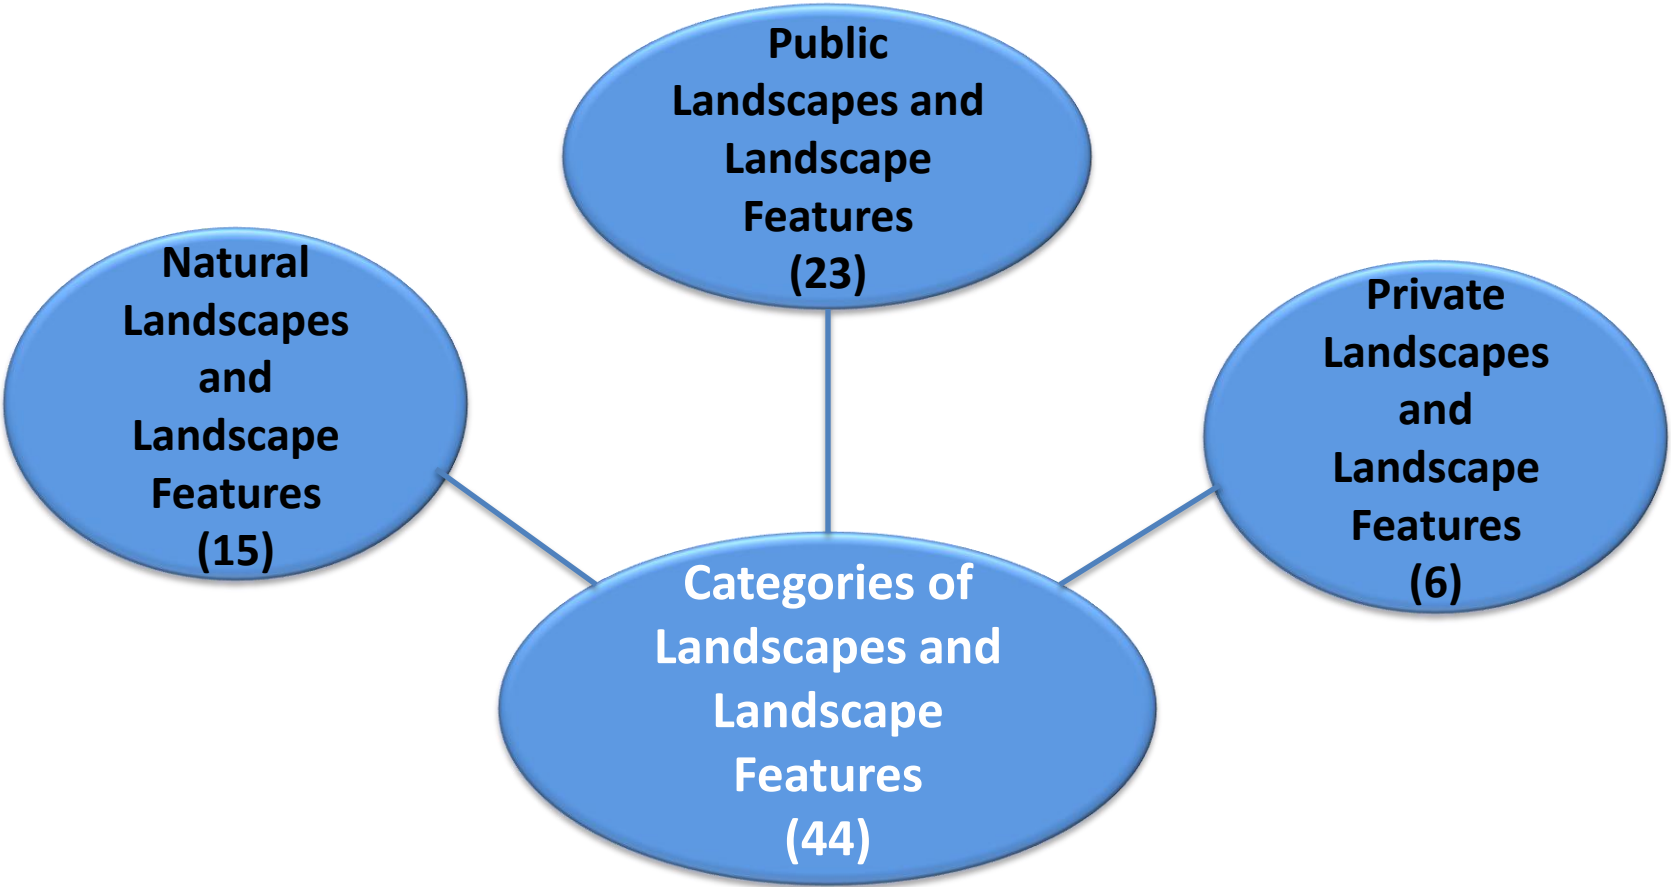 Public
Landscapes and
Landscape
Features
(23)
Natural
Landscapes
and
Landscape
Features
(15)
Private
Landscapes
and
Landscape
Features
(6)
Categories of
Landscapes and
Landscape
Features
(44)